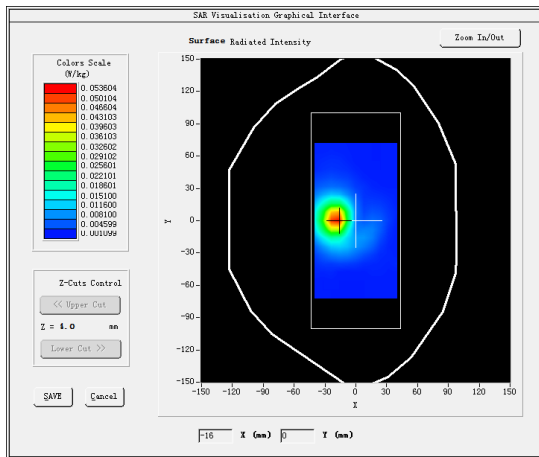 SAR Visualisation Graphical Interface
Surface Radiated Intensity
Zoom In/Out
Colors Scale
(W/kg)
0.053604
0.050104
0.046604
0.043103
0.039603
0.036103
0.032602
0.029102
0.025601
0.022101
0.018601
0.015100
0.011600
0.008100
0.004599
0.001099
Z-Cuts Control
<< Upper Cut
Z = 4.0 mm
Lower Cut >>
SAVE
Cancel
150
120
90
60
30
0
-30
-60
-90
-120
-150
Y
-150 -120 -90 -60 -30 0 30 60 90 120 150
X
-16 X (mm) 0 Y (mm)